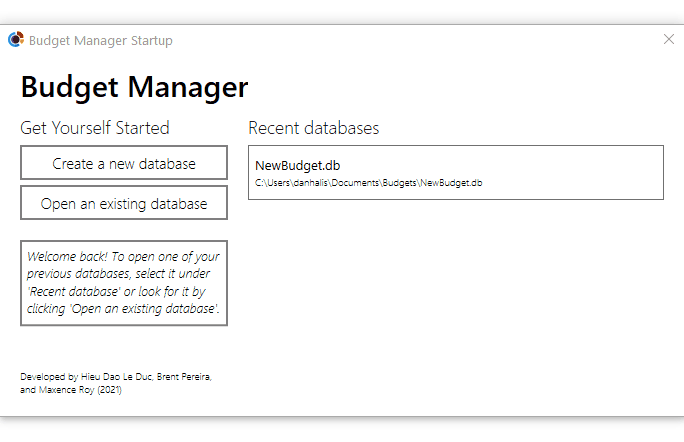 Budget Manager Startup
Budget Manager
Get Yourself Started
Create a new database
Open an existing database
Welcome back! To open one of your
previous databases, select it under
'Recent database' or look for it by
clicking 'Open an existing database'.
Developed by Hieu Dao Le Duc, Brent Pereira,
and Maxence Roy (2021)
Recent databases
NewBudget.db
C:\Users\danhalis\Documents\Budgets\NewBudget.db